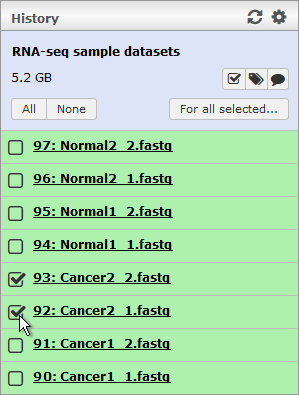 History
RNA-seq sample datasets
5.2 GB
All None For all selected...
97: Normal2_2.fastq
96: Normal2_1.fastq
95: Normal1_2.fastq
94: Normal1_1.fastq
93: Cancer2_2.fastq
92: Cancer2_1.fastq
91: Cancer1_2.fastq
90: Cancer1_1.fastq